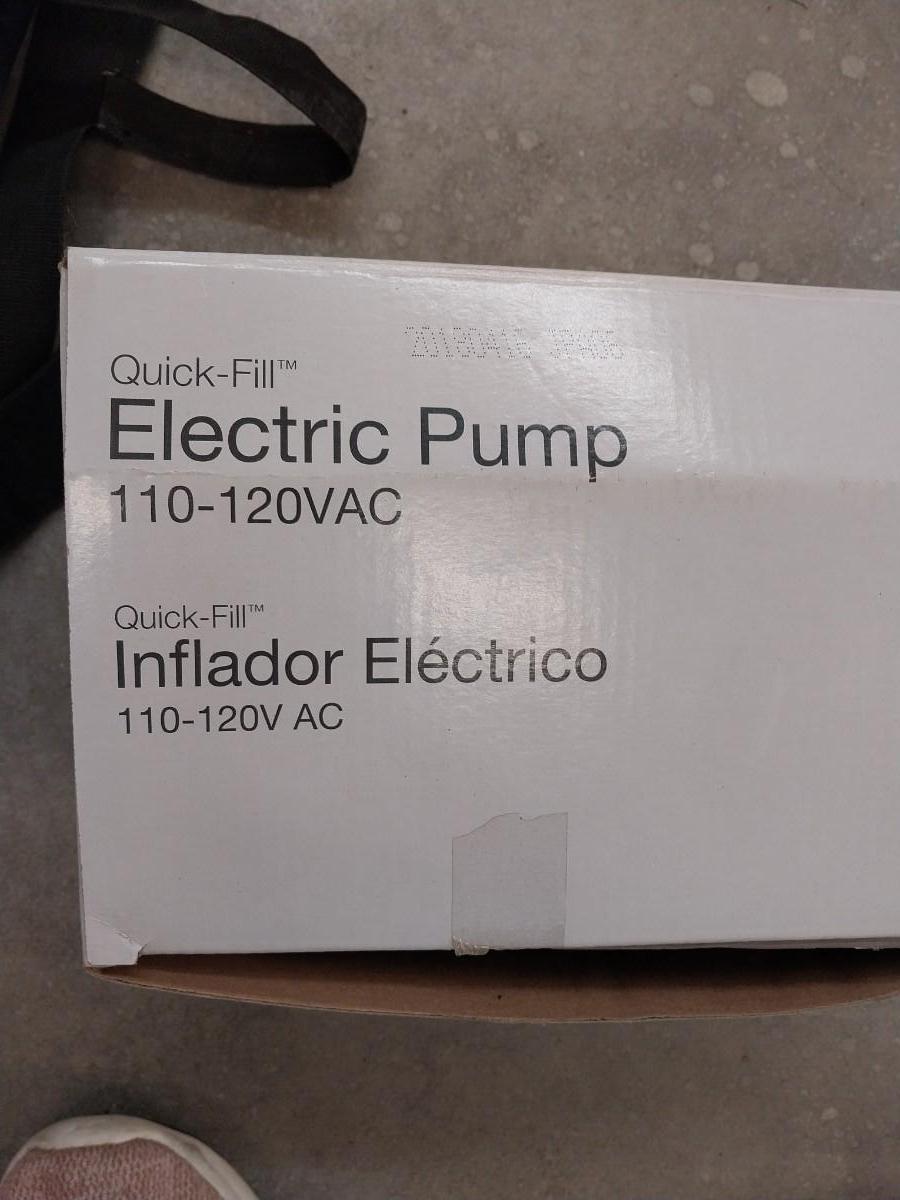 Quick-Fill™
Electric Pump
110-120VAC
Quick-Fill™
Inflador Eléctrico
110-120V AC